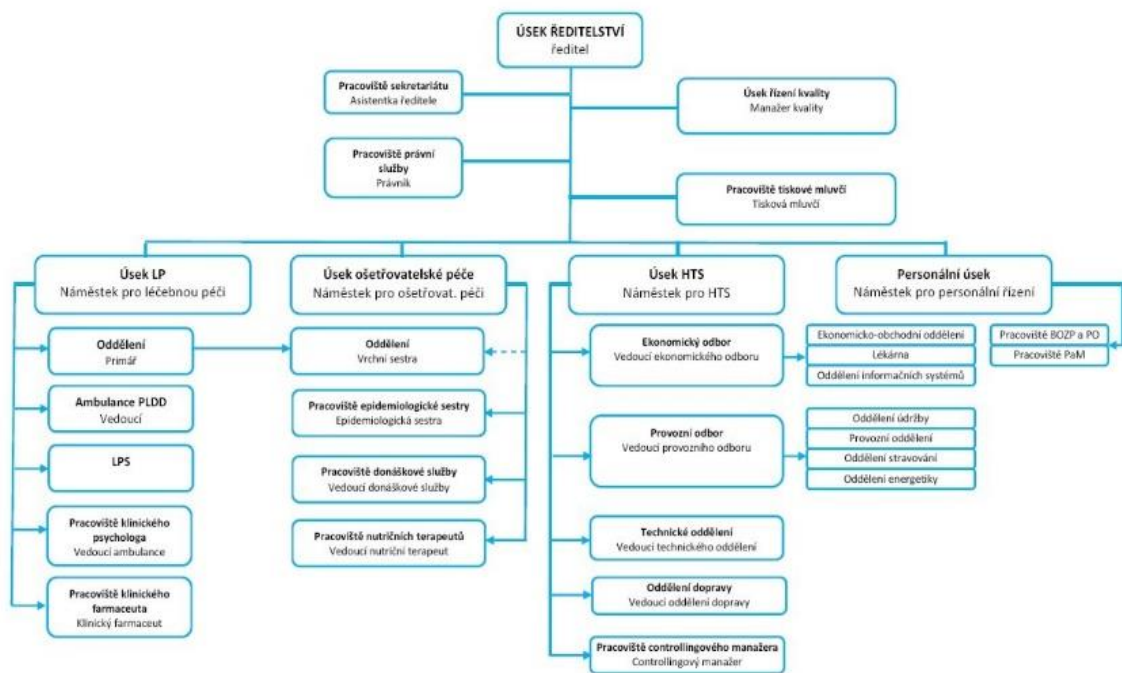 ÚSEK ŘEDITELSTVÍ
ředitel
Pracoviště sekretariátu
Asistentka ředitele
Úsek řízení kvality
Manažer kvality
Pracoviště právní
služby
Právník
Pracoviště tiskové mluvčí
Tisková mluvčí
Úsek LP
Náměstek pro léčebnou péči
Úsek ošetřovatelské péče
Náměstek pro ošetřovat. péči
Úsek HTS
Náměstek pro HTS
Personální úsek
Náměstek pro personální řízení
Oddělení
Primář
Ambulance PLDD
Vedoucí
LPS
Pracoviště klinického
psychologa
Vedoucí ambulance
Pracoviště klinického
farmaceuta
Klinický farmaceut
Oddělení
Vrchní sestra
Pracoviště epidemiologické sestry
Epidemiologická sestra
Pracoviště donáškové služby
Vedoucí donáškové služby
Pracoviště nutričních terapeutů
Vedoucí nutriční terapeut
Ekonomický odbor
Vedoucí ekonomického odboru
Provozní odbor
Vedoucí provozního odboru
Technické oddělení
Vedoucí technického oddělení
Oddělení dopravy
Vedoucí oddělení dopravy
Pracoviště controllingového manažera
Controllingový manažer
Ekonomicko-obchodní oddělení
Lékárna
Oddělení informačních systémů
Oddělení údržby
Provozní oddělení
Oddělení stravování
Oddělení energetiky
Pracoviště BOZP a PO
Pracoviště PaM